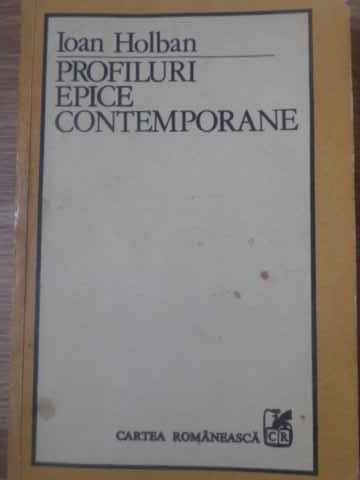 Ioan Holban
PROFILURI
EPICE
CONTEMPORANE
CARTEA ROMÂNEASCĂ
CR